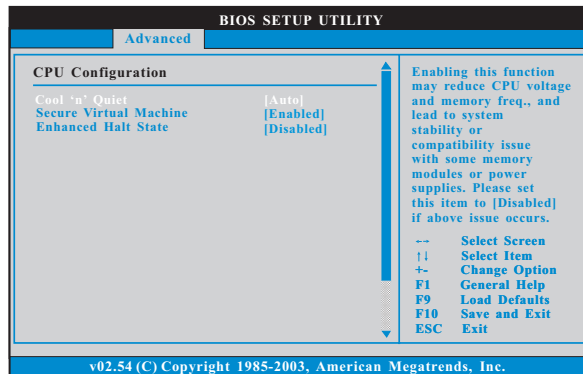 BIOS SETUP UTILITY
Advanced
CPU Configuration
Cool ‘n’ Quiet [Auto]
Secure Virtual Machine [Enabled]
Enhanced Halt State [Disabled]
Enabling this function
may reduce CPU voltage
and memory freq., and
lead to system
stability or
compatibility issue
with some memory
modules or power
supplies. Please set
this item to [Disabled]
if above issue occurs.
←→ Select Screen
↑↓ Select Item
+- Change Option
F1 General Help
F9 Load Defaults
F10 Save and Exit
ESC Exit
v02.54 (C) Copyright 1985-2003, American Megatrends, Inc.